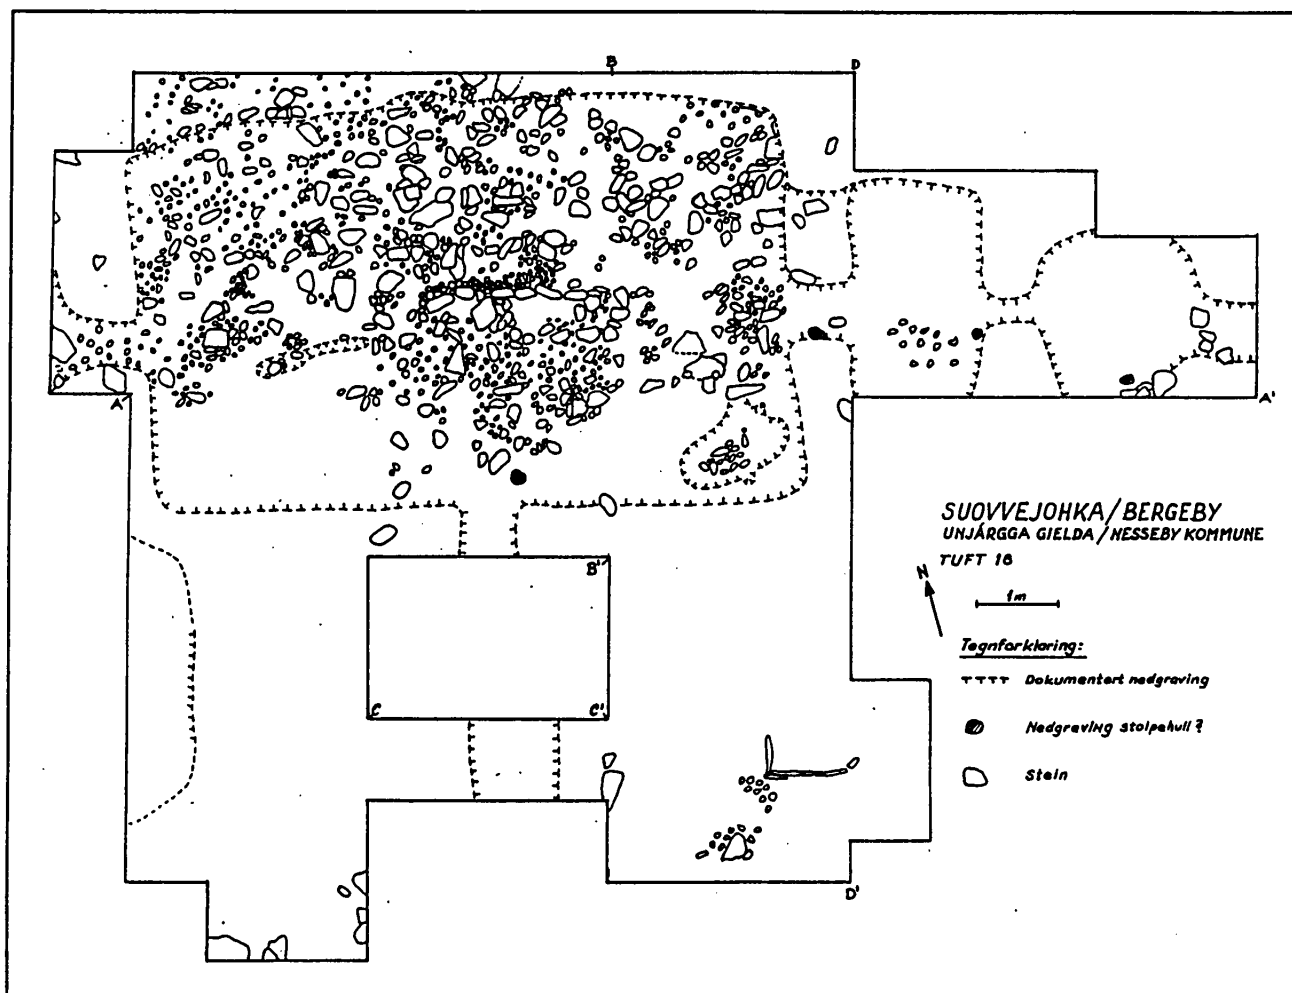 B
D
A
A'
SUOVVEJOHKA/BERGEBY
UNJÁRGGA GIELDA/NESSEBY KOMMUNE
TUFT 18
B'
N
1m
Tegnforklaring:
Dokumentert nedgraving
C
C'
Nedgraving stolpehull?
Stein
D'